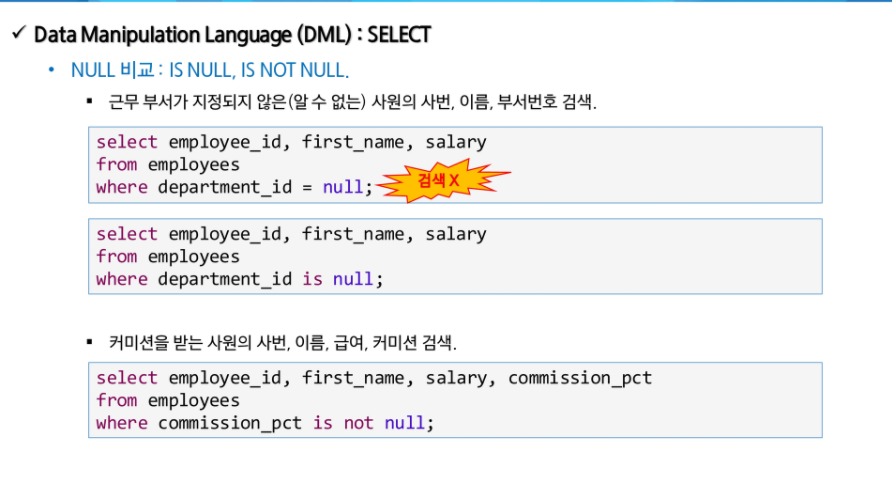 ✓ Data Manipulation Language (DML) : SELECT
• NULL 비교 : IS NULL, IS NOT NULL.
▪ 근무 부서가 지정되지 않은(알 수 없는) 사원의 사번, 이름, 부서번호 검색.
select employee_id, first_name, salary
from employees
where department_id = null; 검색 X
select employee_id, first_name, salary
from employees
where department_id is null;
▪ 커미션을 받는 사원의 사번, 이름, 급여, 커미션 검색.
select employee_id, first_name, salary, commission_pct
from employees
where commission_pct is not null;